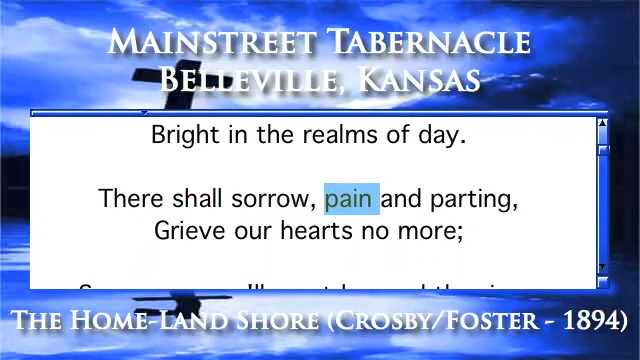 Mainstreet Tabernacle
Belleville, Kansas
Bright in the realms of day.
There shall sorrow, pain and parting,
Grieve our hearts no more;
The Home-Land Shore (Crosby/Foster - 1894)